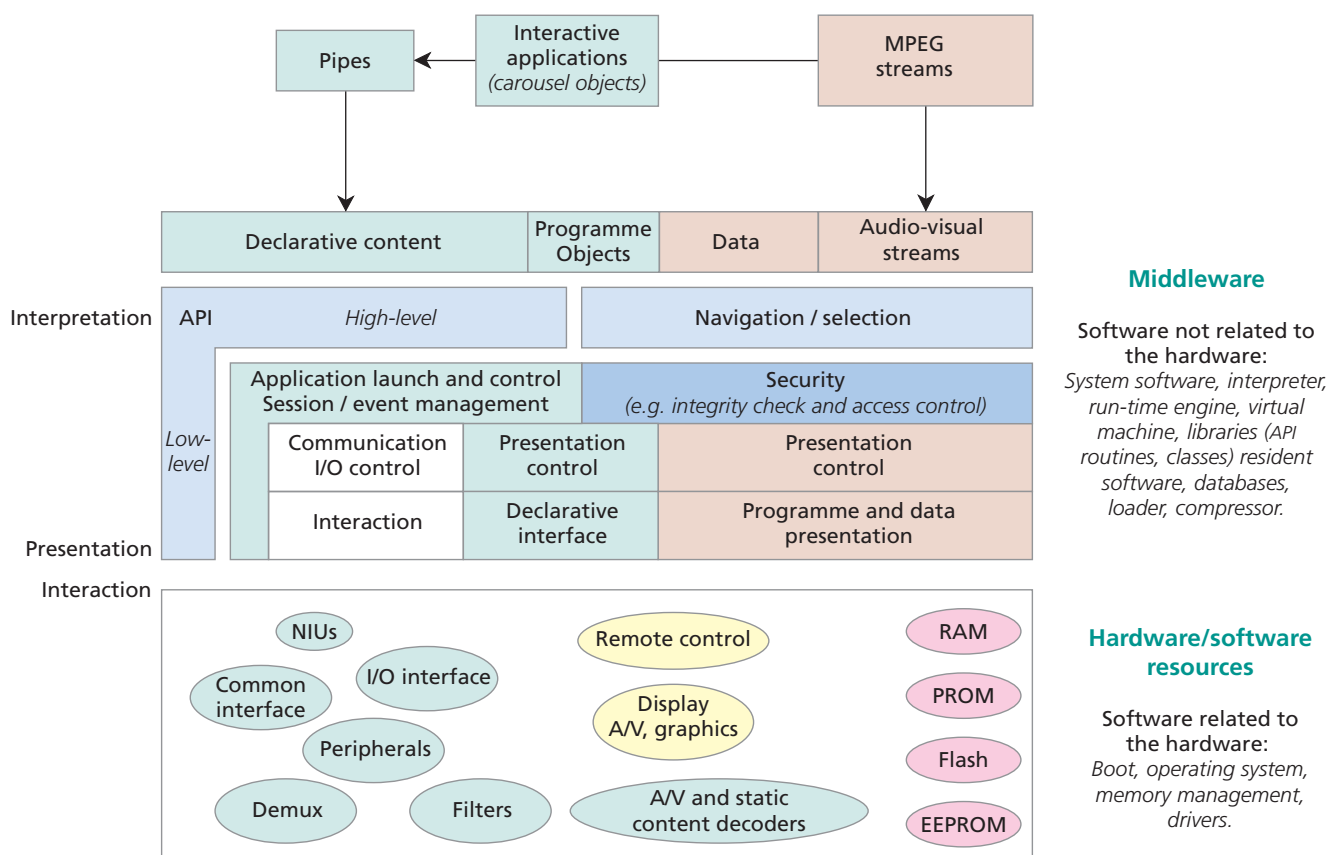 Pipes
Interactive
applications
(carousel objects)
MPEG
streams
Declarative content
Programme
Objects
Data
Audio-visual
streams
Interpretation
API
High-level
Navigation / selection
Low-
level
Application launch and control
Session / event management
Security
(e.g. integrity check and access control)
Communication
I/O control
Presentation
control
Presentation
control
Interaction
Declarative
interface
Programme and data
presentation
Presentation
Interaction
Middleware
Software not related to
the hardware:
System software, interpreter,
run-time engine, virtual
machine, libraries (API
routines, classes) resident
software, databases,
loader, compressor.
NIUs
Common
interface
I/O interface
Peripherals
Demux
Filters
Remote control
Display
A/V, graphics
A/V and static
content decoders
RAM
PROM
Flash
EEPROM
Hardware/software
resources
Software related to
the hardware:
Boot, operating system,
memory management,
drivers.